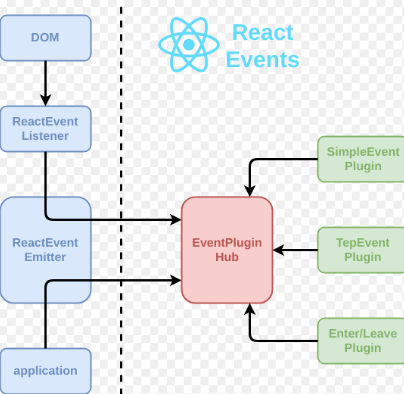 DOM
React
Events
ReactEvent
Listener
SimpleEvent
Plugin
ReactEvent
Emitter
EventPlugin
Hub
TepEvent
Plugin
Enter/Leave
Plugin
application